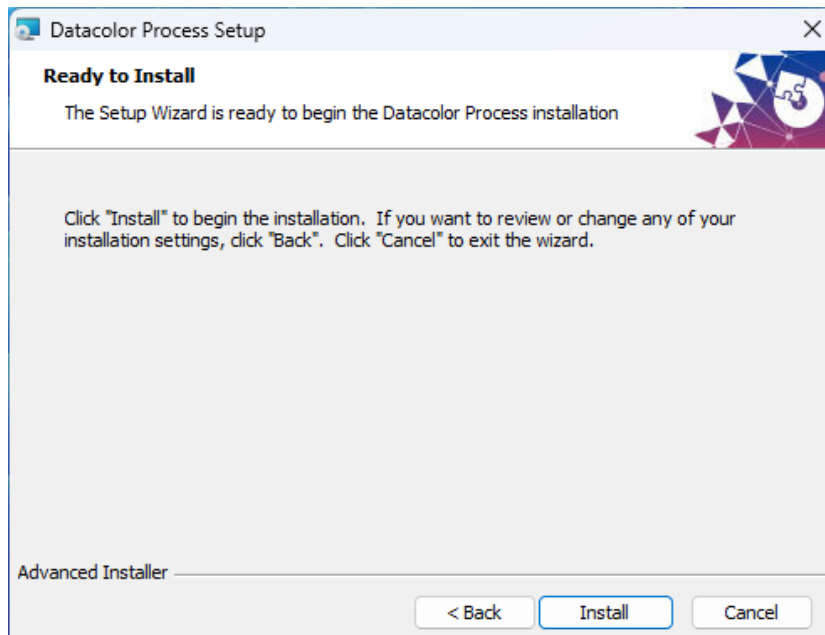 Datacolor Process Setup
Ready to Install
The Setup Wizard is ready to begin the Datacolor Process installation
Click "Install" to begin the installation.  If you want to review or change any of your
installation settings, click "Back".  Click "Cancel" to exit the wizard.
Advanced Installer
< Back
Install
Cancel